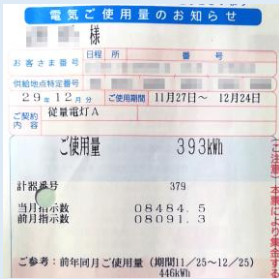 電気ご使用量のお知らせ
様
日程 所 番 号
お客さま番号
供給地点特定番号
29年12月分 ご使用期間 11月27日～ 12月24日
ご契約内容 従量電灯A
ご使用量 393kWh
計器番号 379
当月指示数 08484.5
前月指示数 08091.3
ご参考：前年同月ご使用量（期間11/25～12/25）
446kWh